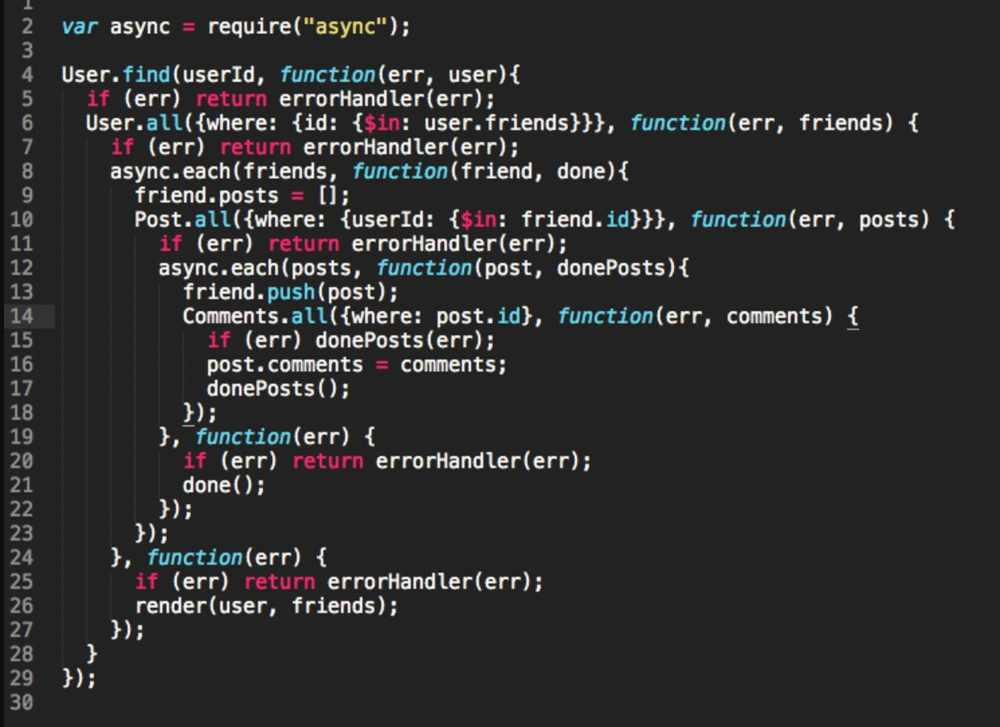 1
2 var async = require("async");
3
4 User.find(userId, function(err, user){
5 if (err) return errorHandler(err);
6 User.all({where: {id: {$in: user.friends}}}, function(err, friends) {
7 if (err) return errorHandler(err);
8 async.each(friends, function(friend, done){
9 friend.posts = [];
10 Post.all({where: {userId: {$in: friend.id}}}, function(err, posts) {
11 if (err) return errorHandler(err);
12 async.each(posts, function(post, donePosts){
13 friend.push(post);
14 Comments.all({where: post.id}, function(err, comments) {
15 if (err) donePosts(err);
16 post.comments = comments;
17 donePosts();
18 });
19 }, function(err) {
20 if (err) return errorHandler(err);
21 done();
22 });
23 });
24 }, function(err) {
25 if (err) return errorHandler(err);
26 render(user, friends);
27 });
28 }
29 });
30